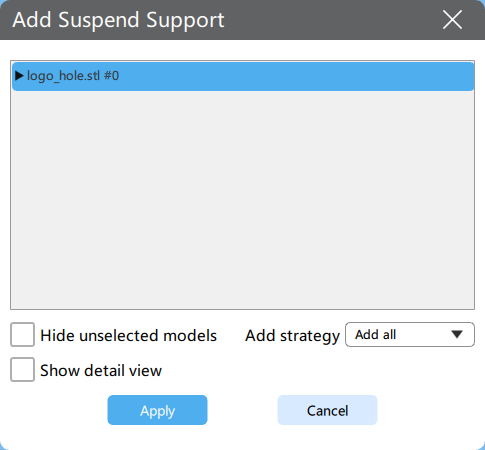 Add Suspend Support
logo_hole.stl #0
Hide unselected models
Add strategy
Add all
Show detail view
Apply
Cancel